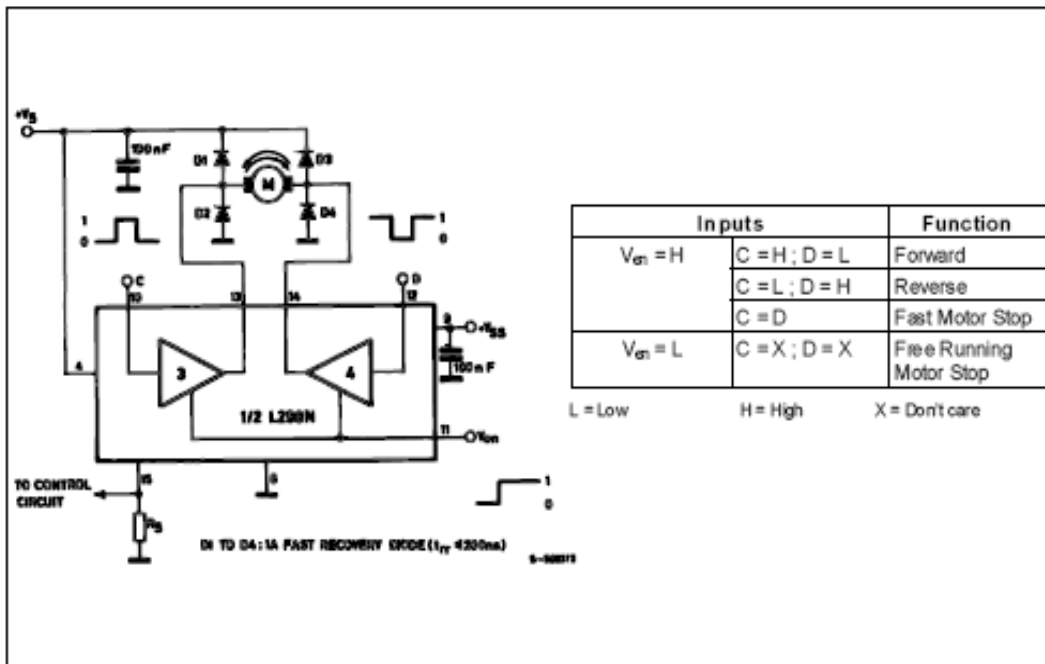 +Vs
100nF
D1
D3
M
D2
D4
1
0
1
0
C
D
10
13
14
12
9
+Vss
100nF
4
3
4
1/2 L298N
11
Ven
15
8
TO CONTROL
CIRCUIT
Rs
1
0
D1 TO D4 : 1A FAST RECOVERY DIODE (trr ≤ 200ns)
Inputs Function
Ven = H C = H ; D = L Forward
C = L ; D = H Reverse
C = D Fast Motor Stop
Ven = L C = X ; D = X Free Running
Motor Stop
L = Low H = High X = Don't care